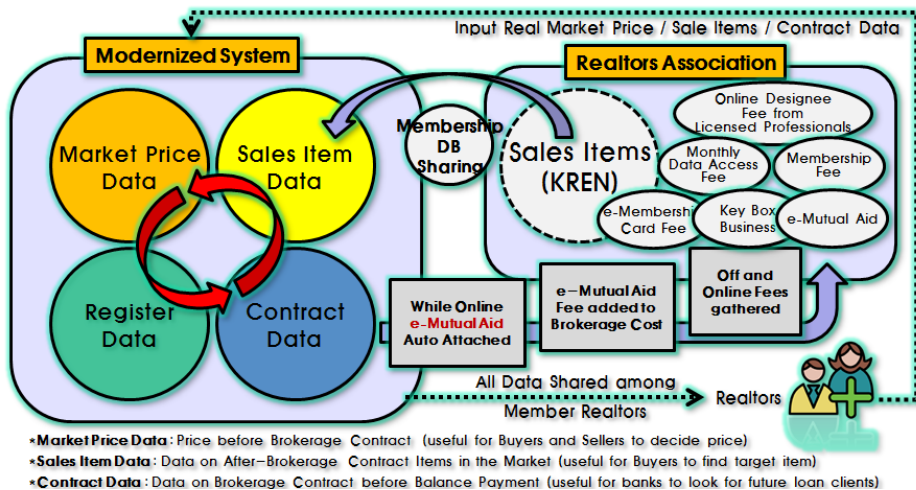 Input Real Market Price / Sale Items / Contract Data
Modernized System
Realtors Association
Market Price
Data
Sales Item
Data
Register
Data
Contract
Data
Membership
DB
Sharing
Sales Items
(KREN)
Online Designee
Fee from
Licensed Professionals
Monthly
Data Access
Fee
Membership
Fee
e-Membership
Card Fee
Key Box
Business
e-Mutual Aid
While Online
e-Mutual Aid
Auto Attached
e-Mutual Aid
Fee added to
Brokerage Cost
Off and
Online Fees
gathered
All Data Shared among
Member Realtors
Realtors
*Market Price Data: Price before Brokerage Contract (useful for Buyers and Sellers to decide price)
*Sales Item Data: Data on After-Brokerage Contract Items in the Market (useful for Buyers to find target item)
*Contract Data: Data on Brokerage Contract before Balance Payment (useful for banks to look for future loan clients)